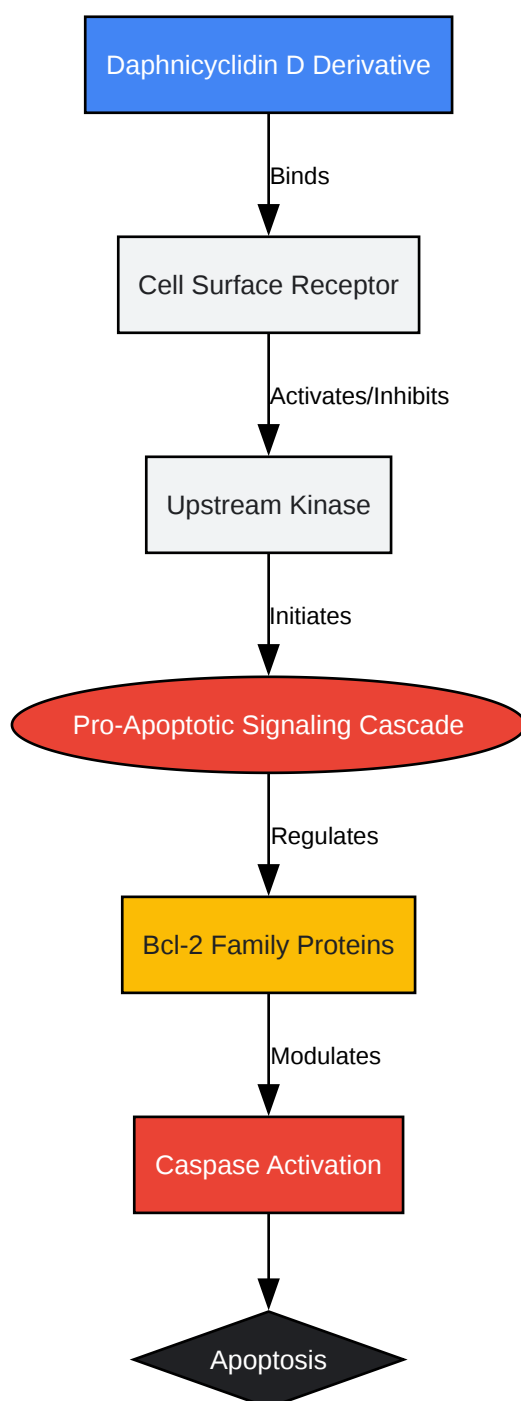 Daphnicyclidin D Derivative
Binds
Cell Surface Receptor
Activates/Inhibits
Upstream Kinase
Initiates
Pro-Apoptotic Signaling Cascade
Regulates
Bcl-2 Family Proteins
Modulates
Caspase Activation
Apoptosis